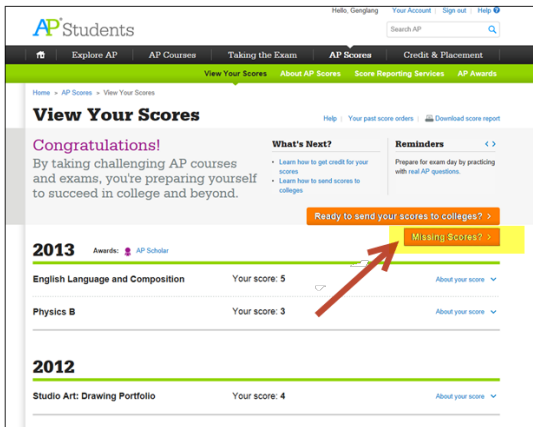 Hello, Genglang Your Account Sign out Help
AP Students
Search AP
Explore AP AP Courses Taking the Exam AP Scores Credit & Placement
View Your Scores About AP Scores Score Reporting Services AP Awards
Home » AP Scores » View Your Scores
View Your Scores
Help Your past score orders Download score report
Congratulations!
By taking challenging AP courses
and exams, you're preparing yourself
to succeed in college and beyond.
What's Next?
• Learn how to get credit for your
scores
• Learn how to send scores to
colleges
Reminders < >
Prepare for exam day by practicing
with real AP questions.
Ready to send your scores to colleges? >
Missing Scores? >
2013 Awards: AP Scholar
English Language and Composition Your score: 5 About your score
Physics B Your score: 3 About your score
2012
Studio Art: Drawing Portfolio Your score: 4 About your score